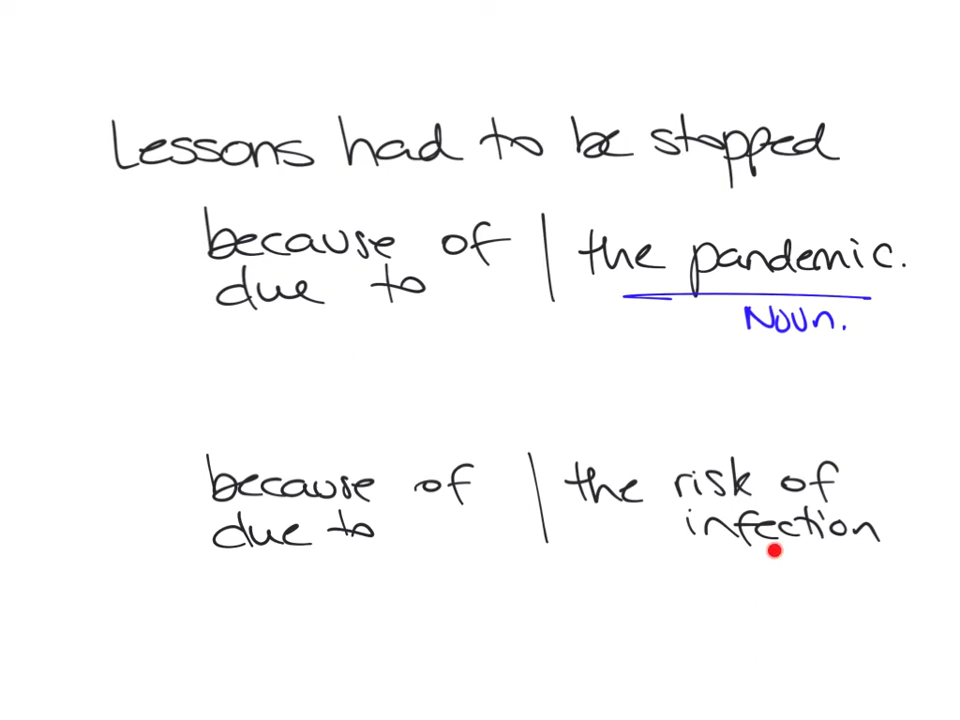 Lessons had to be stopped
because of | the pandemic.
due to
Noun.
because of | the risk of
due to infection